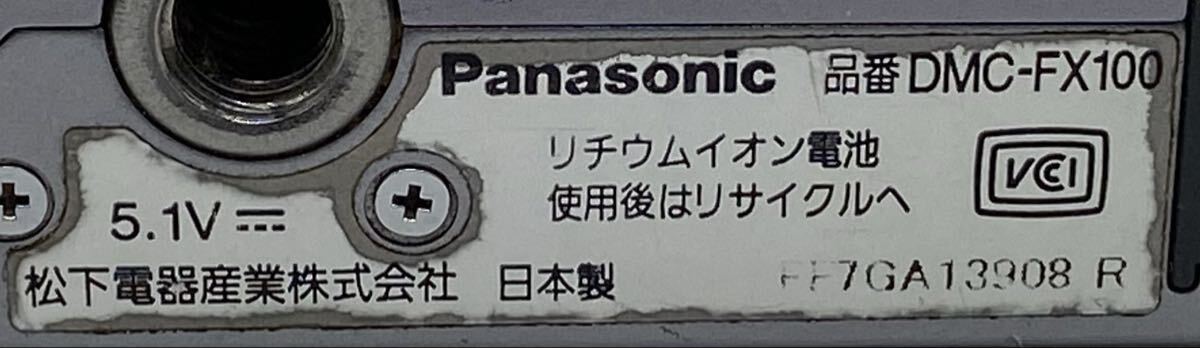 Panasonic 品番 DMC-FX100
リチウムイオン電池
使用後はリサイクルへ
VCCI
5.1V ⎓
松下電器産業株式会社 日本製 FF7GA13908 R